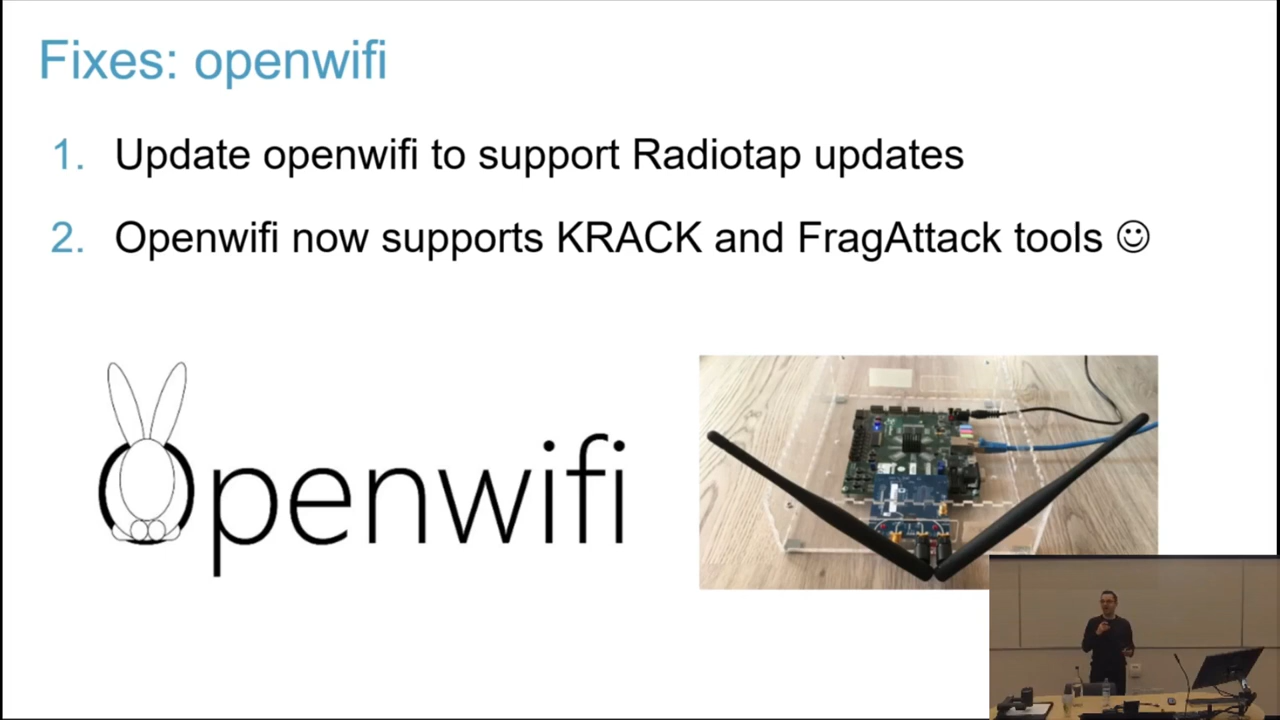 Fixes: openwifi
1. Update openwifi to support Radiotap updates
2. Openwifi now supports KRACK and FragAttack tools ☺
Openwifi